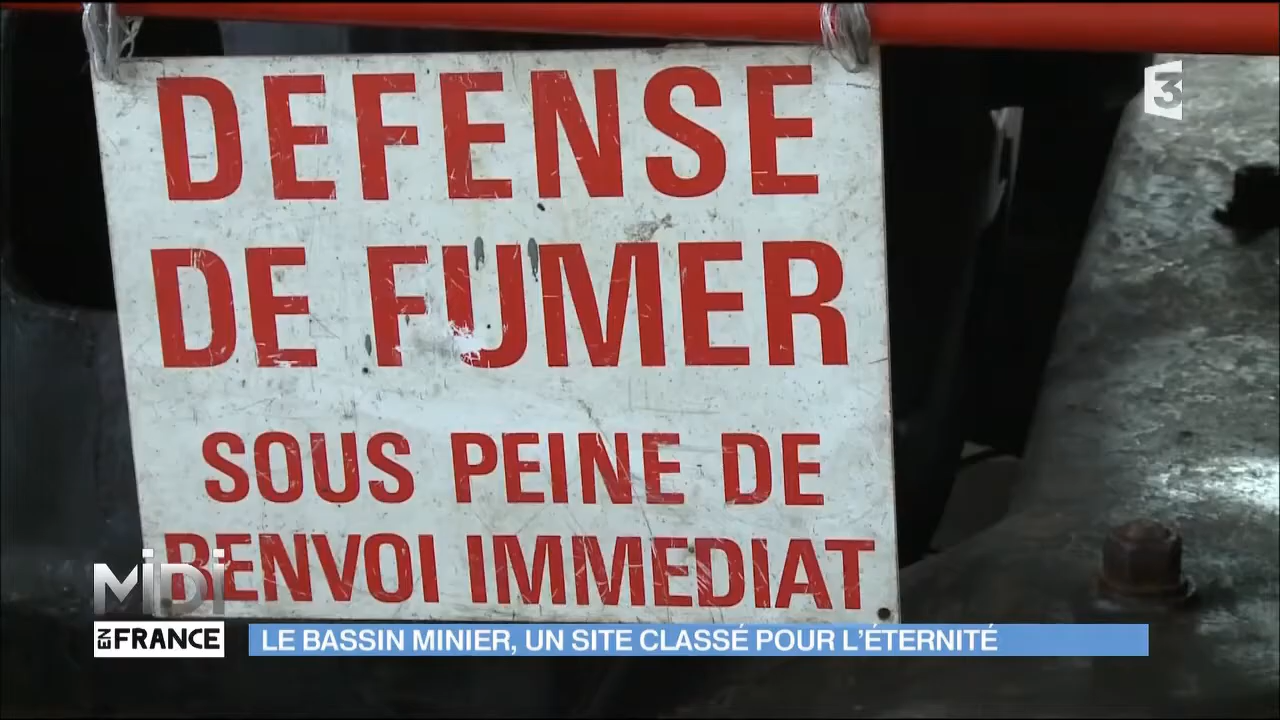 DEFENSE
DE FUMER
SOUS PEINE DE
RENVOI IMMEDIAT
3
MiDi
EN FRANCE
LE BASSIN MINIER, UN SITE CLASSÉ POUR L'ÉTERNITÉ